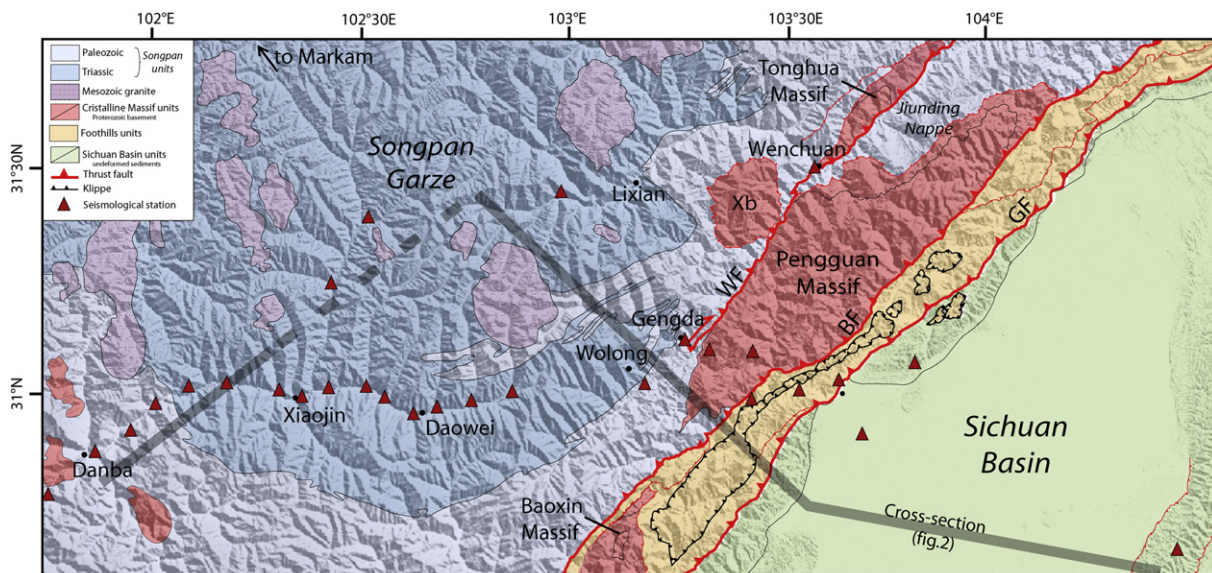 102°E
102°30E
103°E
103°30E
104°E
31°30N
31°N
Paleozoic
Triassic
Songpan
units
Mesozoic granite
Cristalline Massif units
Proterozoic basement
Foothills units
Sichuan Basin units
undeformed sediments
Thrust fault
Klippe
Seismological station
to Markam
Songpan
Garze
Lixian
Tonghua
Massif
Jiunding
Nappe
Wenchuan
Xb
Pengguan
Massif
WF
BF
GF
Gengda
Wolong
Xiaojin
Daowei
Danba
Baoxin
Massif
Sichuan
Basin
Cross-section
(fig.2)